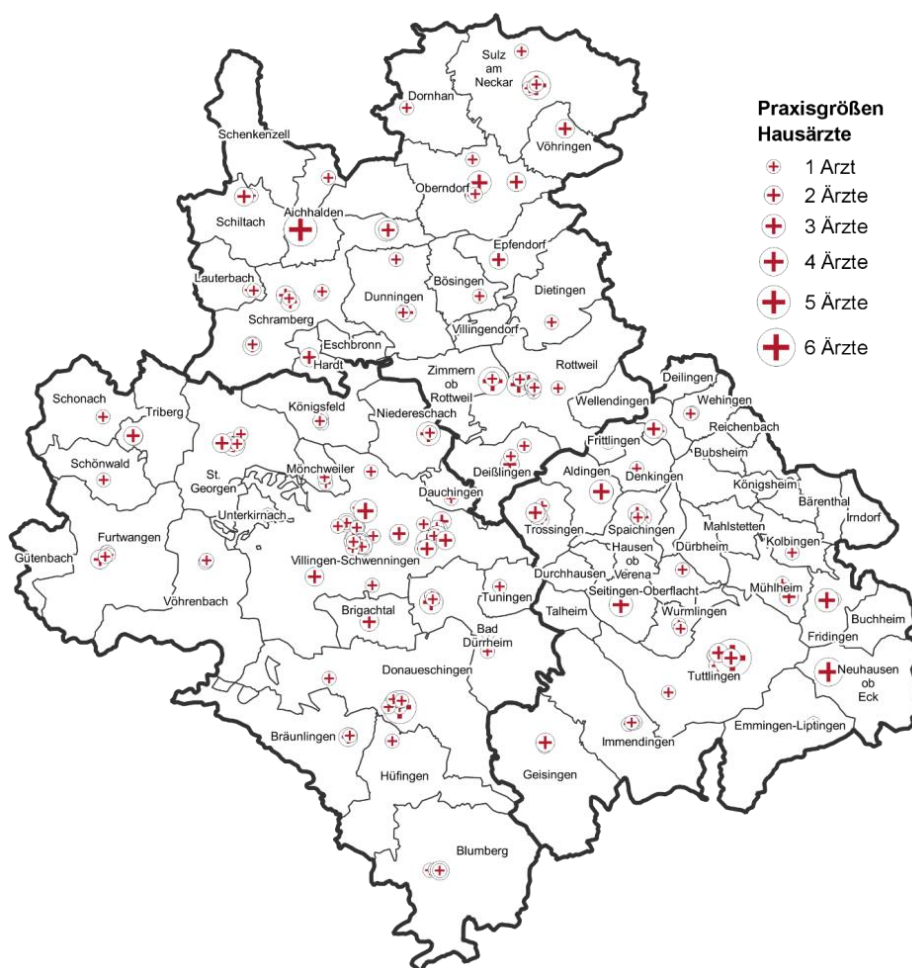 Sulz
am
Neckar
Dornhan
Praxisgrößen
Hausärzte
Schenkenzell
Vöhringen
1 Arzt
Oberndorf
2 Ärzte
Schiltach
Aichhalden
3 Ärzte
Epfendorf
4 Ärzte
Lauterbach
Bösingen
Dietingen
5 Ärzte
Dunningen
Schramberg
Villingendorf
6 Ärzte
Eschbronn
Hardt
Zimmern
ob
Rottweil
Rottweil
Deilingen
Schonach
Triberg
Königsfeld
Niedereschach
Wellendingen
Wehingen
Frittlingen
Reichenbach
Schönwald
St.
Georgen
Mönchweiler
Deißlingen
Aldingen
Denkingen
Bubsheim
Königsheim
Bärenthal
Irndorf
Dauchingen
Unterkirnach
Trossingen
Spaichingen
Mahlstetten
Kolbingen
Gütenbach
Furtwangen
Hausen
ob
Verena
Dürbheim
Villingen-Schwenningen
Durchhausen
Mühlheim
Vöhrenbach
Tuningen
Talheim
Seitingen-Oberflacht
Brigachtal
Wurmlingen
Buchheim
Bad
Dürrheim
Fridingen
Donaueschingen
Tuttlingen
Neuhausen
ob
Eck
Bräunlingen
Immendingen
Emmingen-Liptingen
Hüfingen
Geisingen
Blumberg